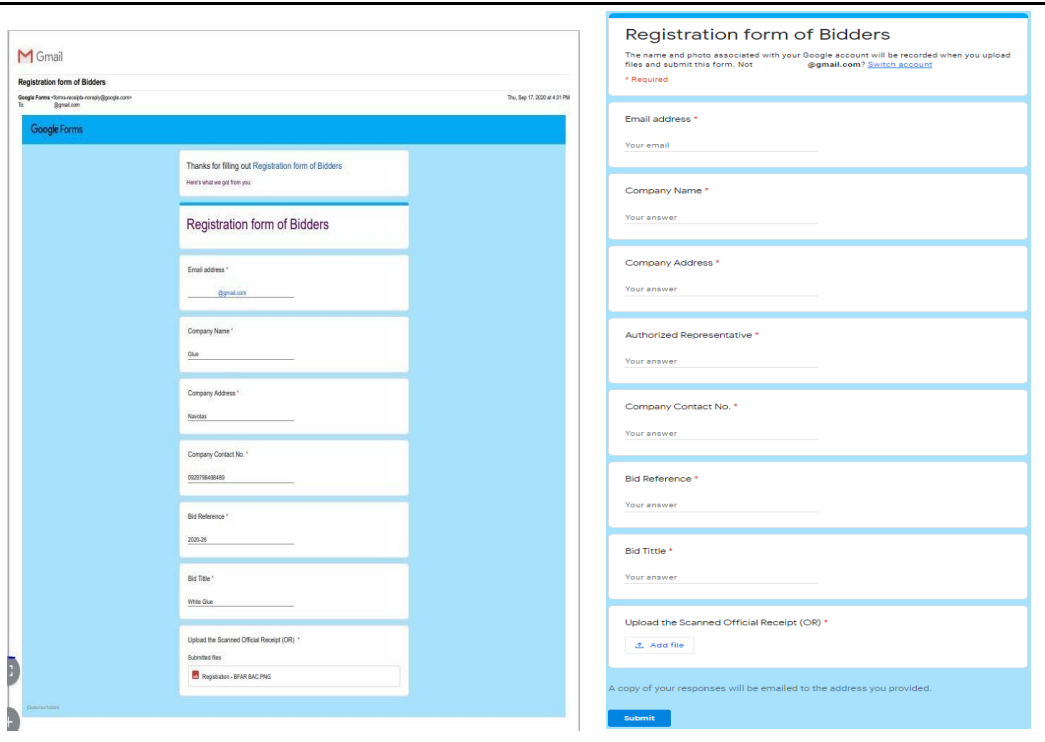 Gmail
Registration form of Bidders
Google Forms <forms-receipts-noreply@google.com>
Thu, Sep 17, 2020 at 4:31 PM
To: @gmail.com
Google Forms
Thanks for filling out Registration form of Bidders
Here's what we got from you:
Registration form of Bidders
Email address *
@gmail.com
Company Name *
Glue
Company Address *
Navotas
Company Contact No. *
Bid Reference *
2020-26
Bid Tittle *
White Glue
Upload the Scanned Official Receipt (OR) *
Submitted files
Registration - BFAR BAC.PNG
Registration form of Bidders
The name and photo associated with your Google account will be recorded when you upload
files and submit this form. Not @gmail.com? Switch account
* Required
Email address *
Your email
Company Name *
Your answer
Company Address *
Your answer
Authorized Representative *
Your answer
Company Contact No. *
Your answer
Bid Reference *
Your answer
Bid Tittle *
Your answer
Upload the Scanned Official Receipt (OR) *
Add file
A copy of your responses will be emailed to the address you provided.
Submit